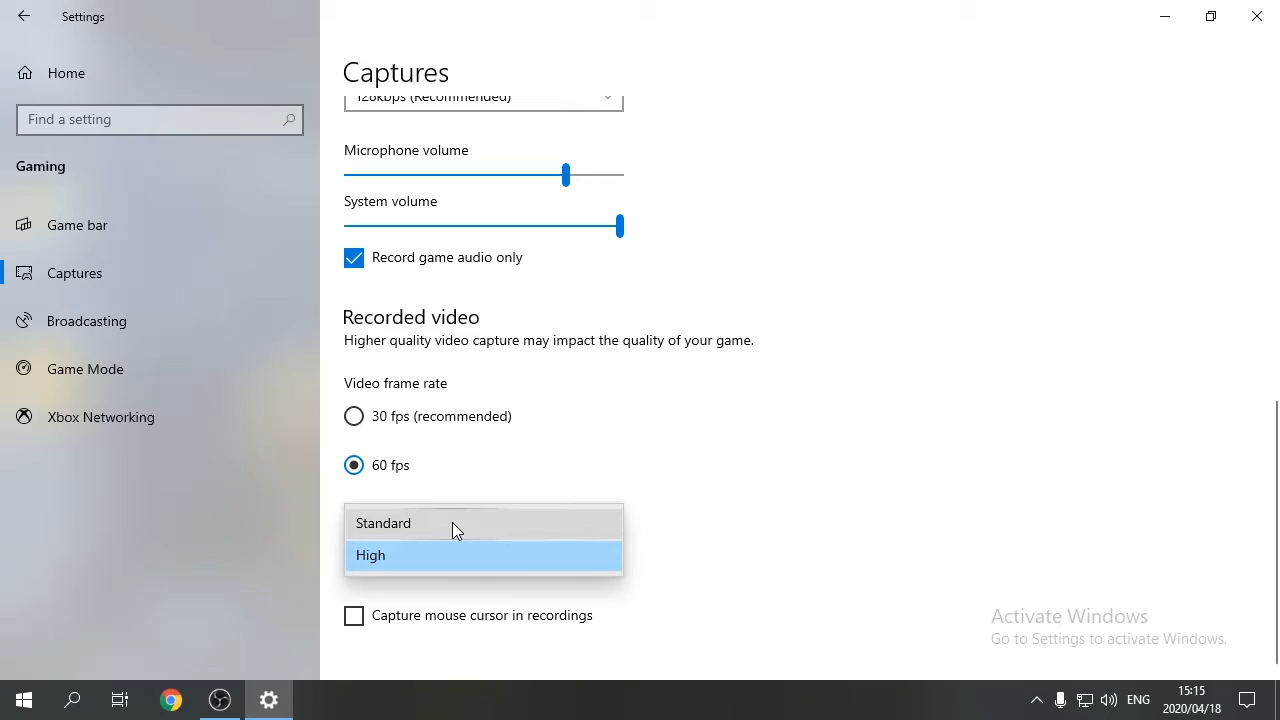 Settings
Home
Find a setting
Gaming
Game bar
Captures
Broadcasting
Game Mode
Xbox Networking
Captures
128kbps (Recommended)
Microphone volume
System volume
Record game audio only
Recorded video
Higher quality video capture may impact the quality of your game.
Video frame rate
30 fps (recommended)
60 fps
Standard
High
Capture mouse cursor in recordings
Activate Windows
Go to Settings to activate Windows.
ENG
15:15
2020/04/18